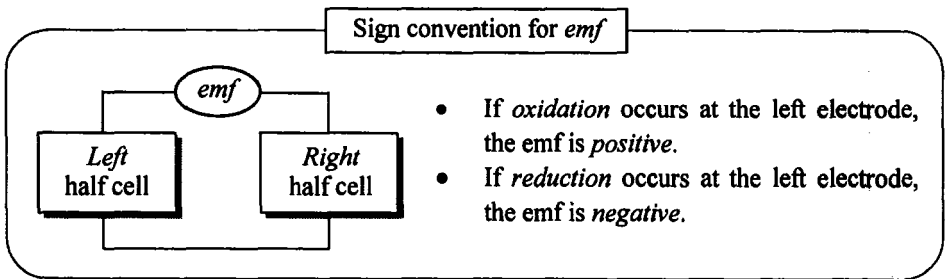 Sign convention for emf
emf
Left
half cell
Right
half cell
• If oxidation occurs at the left electrode,
the emf is positive.
• If reduction occurs at the left electrode,
the emf is negative.